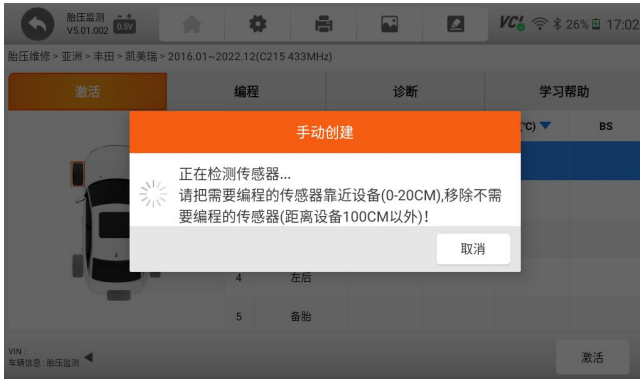 胎压监测
V5.01.002 0.5V
VCI 26% 17:02
胎压维修 > 亚洲 > 丰田 > 凯美瑞 > 2016.01~2022.12(C215 433MHz)
激活 编程 诊断 学习帮助
手动创建
(℃) BS
正在检测传感器...
请把需要编程的传感器靠近设备(0-20CM),移除不需
要编程的传感器(距离设备100CM以外)!
取消
4 左后
5 备胎
VIN :
车辆信息 : 胎压监测
激活